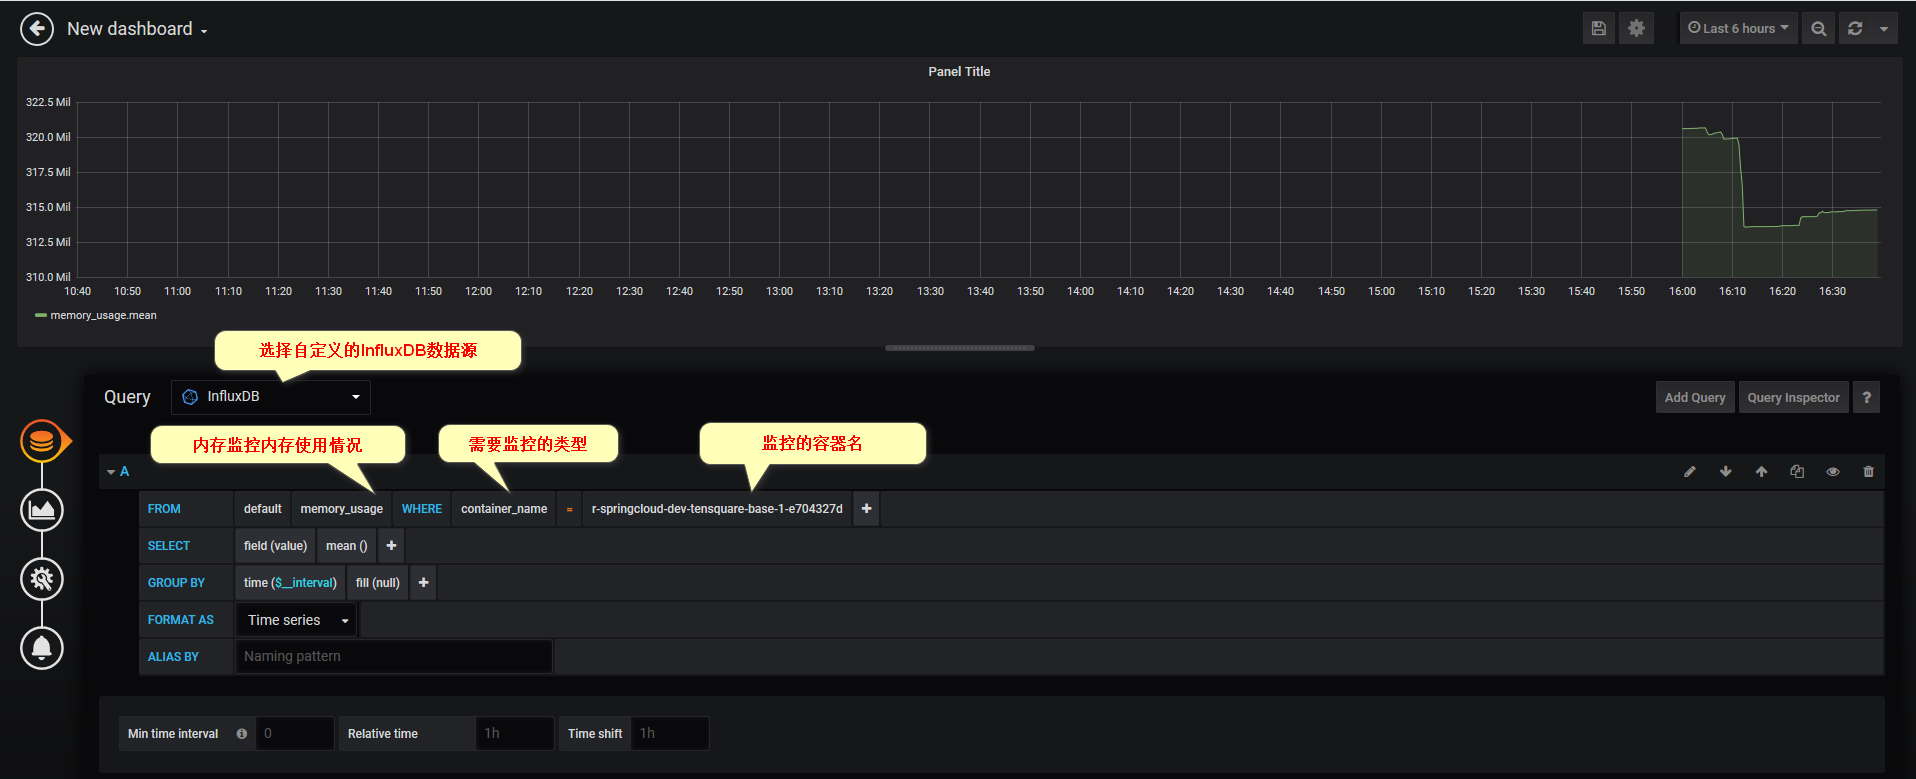 New dashboard
Last 6 hours
Panel Title
322.5 Mil
320.0 Mil
317.5 Mil
315.0 Mil
312.5 Mil
310.0 Mil
10:40 10:50 11:00 11:10 11:20 11:30 11:40 11:50 12:00 12:10 12:20 12:30 12:40 12:50 13:00 13:10 13:20 13:30 13:40 13:50 14:00 14:10 14:20 14:30 14:40 14:50 15:00 15:10 15:20 15:30 15:40 15:50 16:00 16:10 16:20 16:30
memory_usage.mean
选择自定义的InfluxDB数据源
Query InfluxDB Add Query Query Inspector ?
内存监控内存使用情况 需要监控的类型 监控的容器名
A
FROM default memory_usage WHERE container_name = r-springcloud-dev-tensquare-base-1-e704327d +
SELECT field (value) mean () +
GROUP BY time ($__interval) fill (null) +
FORMAT AS Time series
ALIAS BY Naming pattern
Min time interval 0 Relative time 1h Time shift 1h